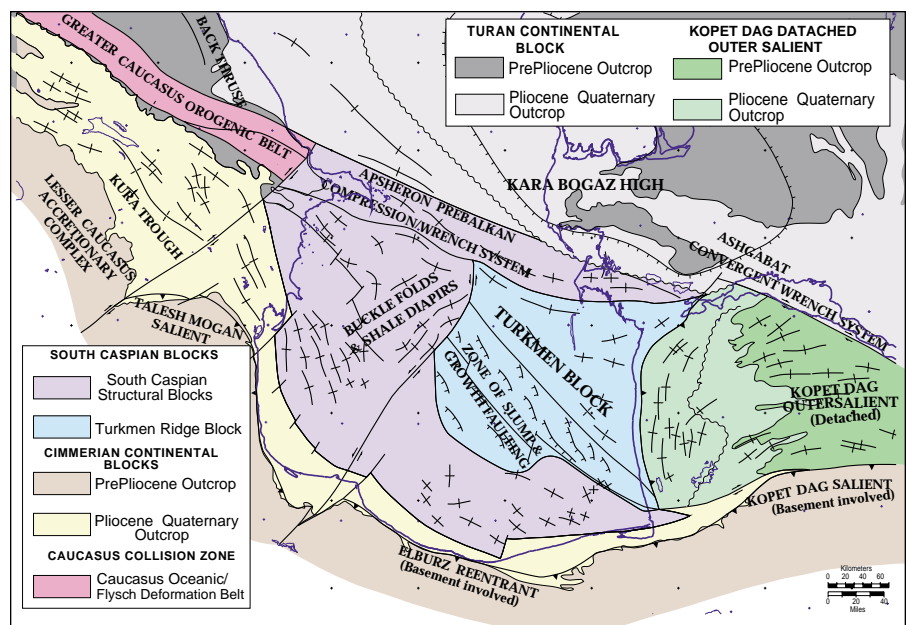 TURAN CONTINENTAL
BLOCK
PrePliocene Outcrop
Pliocene Quaternary
Outcrop
KOPET DAG DATACHED
OUTER SALIENT
PrePliocene Outcrop
Pliocene Quaternary
Outcrop
GREATER CAUCASUS OROGENIC BELT
BACK THRUST
KURA TROUGH
LESSER CAUCASUS
ACCRETIONARY
COMPLEX
TALESH MOGAN
SALIENT
APSHERON PREBALKAN
COMPRESSION/WRENCH SYSTEM
KARA BOGAZ HIGH
ASHGABAT
CONVERGENT WRENCH SYSTEM
BUCKLE FOLDS
& SHALE DIAPIRS
TURKMEN BLOCK
ZONE OF SLUMP &
GROWTH FAULTING
KOPET DAG
OUTERSALIENT
(Detached)
KOPET DAG SALIENT
(Basement involved)
ELBURZ REENTRANT
(Basement involved)
SOUTH CASPIAN BLOCKS
South Caspian
Structural Blocks
Turkmen Ridge Block
CIMMERIAN CONTINENTAL
BLOCKS
PrePliocene Outcrop
Pliocene Quaternary
Outcrop
CAUCASUS COLLISION ZONE
Caucasus Oceanic/
Flysch Deformation Belt
Kilometers
0 10 20 30 40 50 60
0 20 40
Miles